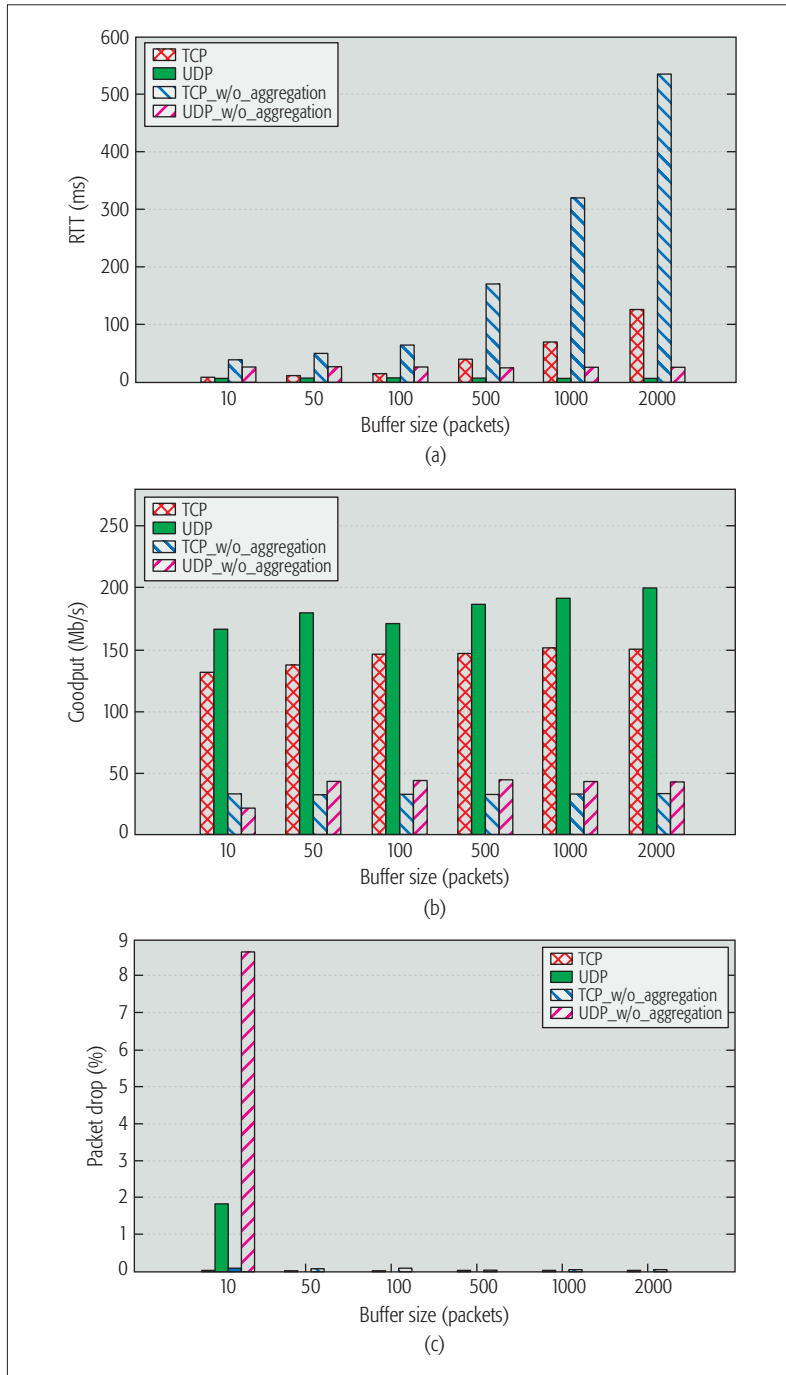 600
500
400
300
200
100
0
RTT (ms)
TCP
UDP
TCP_w/o_aggregation
UDP_w/o_aggregation
10 50 100 500 1000 2000
Buffer size (packets)
(a)
250
200
150
100
50
0
Goodput (Mb/s)
TCP
UDP
TCP_w/o_aggregation
UDP_w/o_aggregation
10 50 100 500 1000 2000
Buffer size (packets)
(b)
9
8
7
6
5
4
3
2
1
0
Packet drop (%)
TCP
UDP
TCP_w/o_aggregation
UDP_w/o_aggregation
10 50 100 500 1000 2000
Buffer size (packets)
(c)